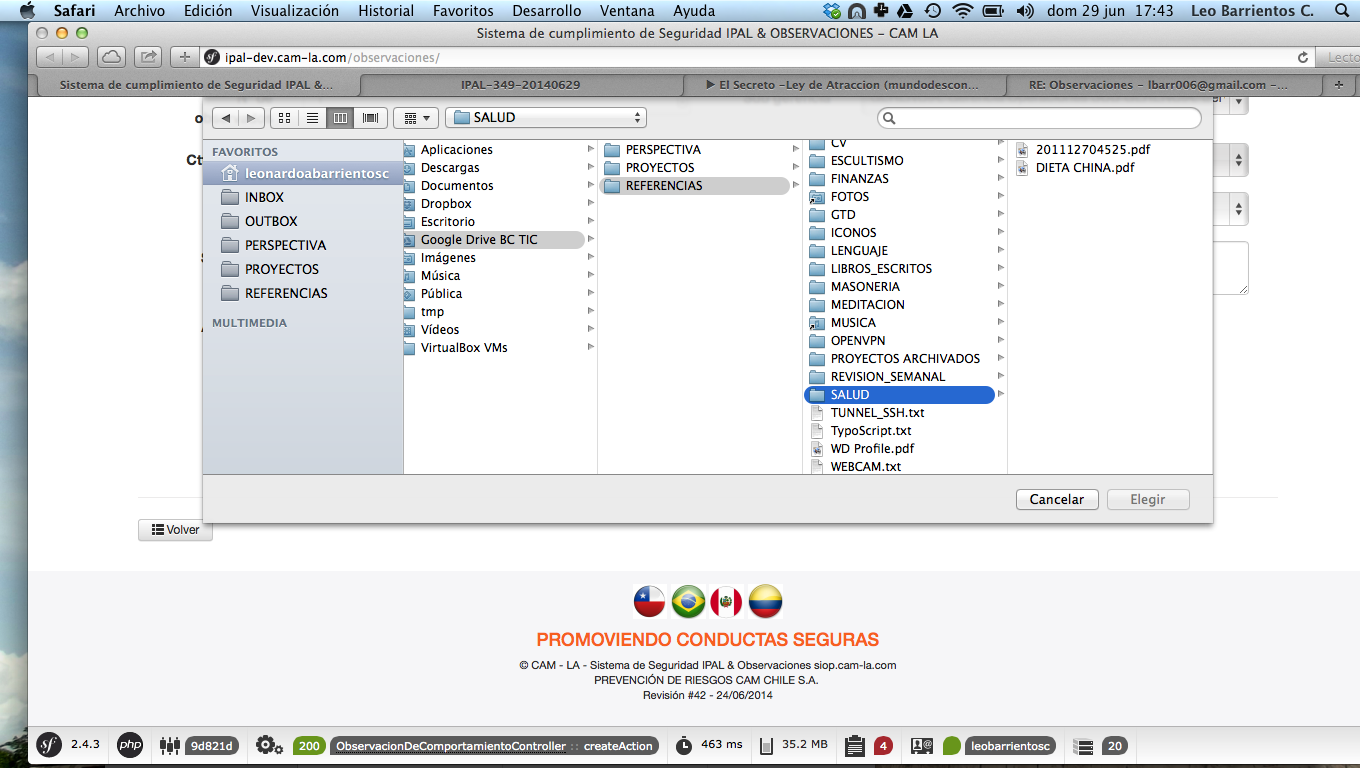 Safari Archivo Edición Visualización Historial Favoritos Desarrollo Ventana Ayuda dom 29 jun 17:43 Leo Barrientos C.
Sistema de cumplimiento de Seguridad IPAL & OBSERVACIONES - CAM LA
ipal-dev.cam-la.com/observaciones/
Lecto
Sistema de cumplimiento de Seguridad IPAL &...
IPAL-349-20140629
▶ El Secreto -Ley de Atraccion (mundodescon...
RE: Observaciones - lbarr006@gmail.com -...
SALUD
FAVORITOS
leonardoabarrientosc
INBOX
OUTBOX
PERSPECTIVA
PROYECTOS
REFERENCIAS
MULTIMEDIA
Aplicaciones
Descargas
Documentos
Dropbox
Escritorio
Google Drive BC TIC
Imágenes
Música
Pública
tmp
Vídeos
VirtualBox VMs
PERSPECTIVA
PROYECTOS
REFERENCIAS
CV
ESCULTISMO
FINANZAS
FOTOS
GTD
ICONOS
LENGUAJE
LIBROS_ESCRITOS
MASONERIA
MEDITACION
MUSICA
OPENVPN
PROYECTOS ARCHIVADOS
REVISION_SEMANAL
SALUD
TUNNEL_SSH.txt
TypoScript.txt
WD Profile.pdf
WEBCAM.txt
201112704525.pdf
DIETA CHINA.pdf
Cancelar Elegir
Volver
PROMOVIENDO CONDUCTAS SEGURAS
© CAM - LA - Sistema de Seguridad IPAL & Observaciones siop.cam-la.com
PREVENCIÓN DE RIESGOS CAM CHILE S.A.
Revisión #42 - 24/06/2014
sf 2.4.3 php 9d821d 200 ObservacionDeComportamientoController :: createAction 463 ms 35.2 MB 4 leobarrientosc 20